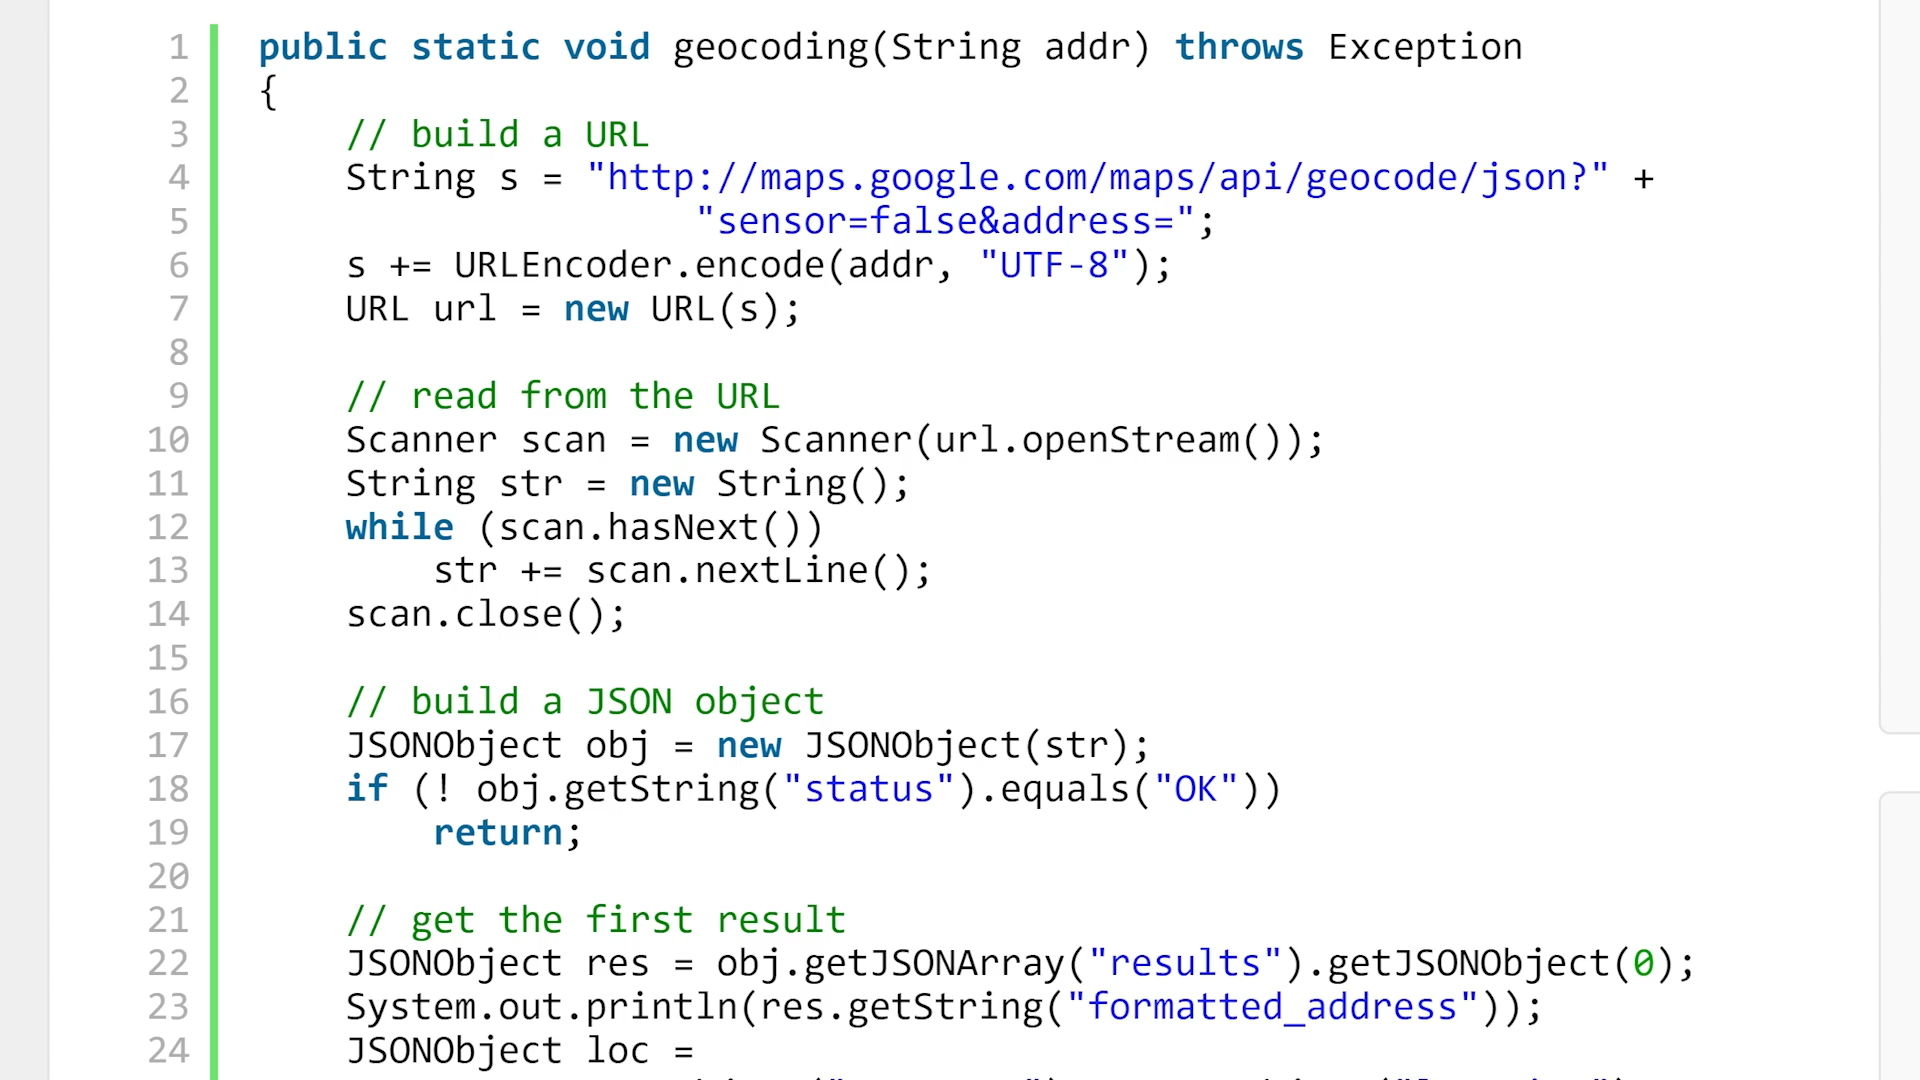 1 public static void geocoding(String addr) throws Exception
2 {
3 // build a URL
4 String s = "http://maps.google.com/maps/api/geocode/json?" +
5 "sensor=false&address=";
6 s += URLEncoder.encode(addr, "UTF-8");
7 URL url = new URL(s);
8
9 // read from the URL
10 Scanner scan = new Scanner(url.openStream());
11 String str = new String();
12 while (scan.hasNext())
13 str += scan.nextLine();
14 scan.close();
15
16 // build a JSON object
17 JSONObject obj = new JSONObject(str);
18 if (! obj.getString("status").equals("OK"))
19 return;
20
21 // get the first result
22 JSONObject res = obj.getJSONArray("results").getJSONObject(0);
23 System.out.println(res.getString("formatted_address"));
24 JSONObject loc =